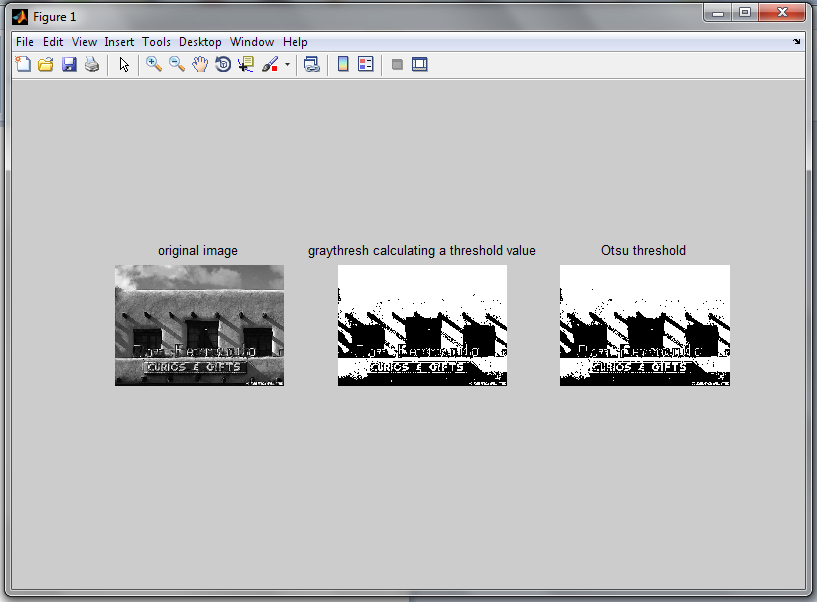 Figure 1
File Edit View Insert Tools Desktop Window Help
original image
graythresh calculating a threshold value
Otsu threshold
CURIOS & GIFTS
CURIOS & GIFTS
CURIOS & GIFTS